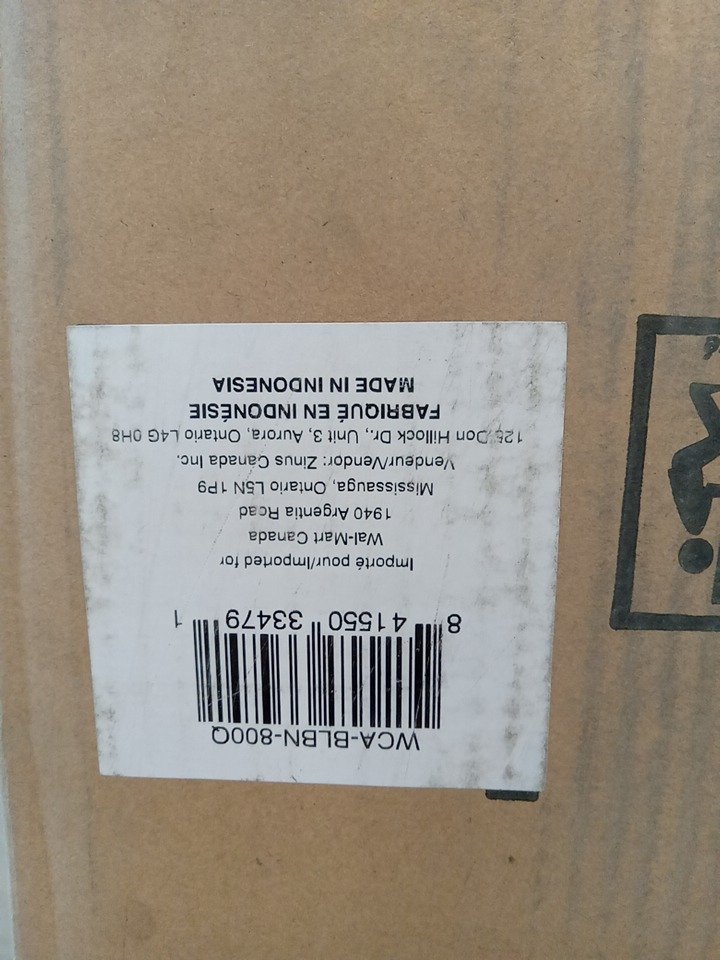 WCA-BLBN-800Q
8 41550 33479 1
Importé pour/Imported for
Wal-Mart Canada
1940 Argentia Road
Mississauga, Ontario L5N 1P9
Vendeur/Vendor: Zinus Canada Inc.
Don Hillock Dr., Unit 3, Aurora, Ontario L4G 0H8
FABRIQUÉ EN INDONÉSIE
MADE IN INDONESIA